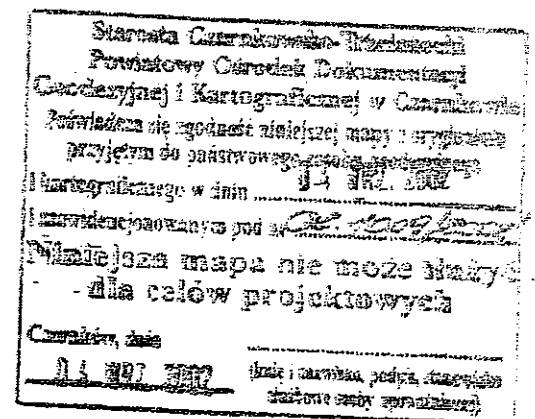 Starosta Czarnkowsko-Trzcianecki
Powiatowy Ośrodek Dokumentacji
Geodezyjnej i Kartograficznej w Czarnkowie
Poświadcza się zgodność niniejszej mapy z oryginałem
przyjętym do państwowego zasobu geodezyjnego
i kartograficznego w dniu
i zaewidencjonowanym pod nr
Niniejsza mapa nie może służyć
dla celów projektowych
Czarnków, dnia
(imię i nazwisko, podpis, stanowisko
służbowe osoby upoważnionej)